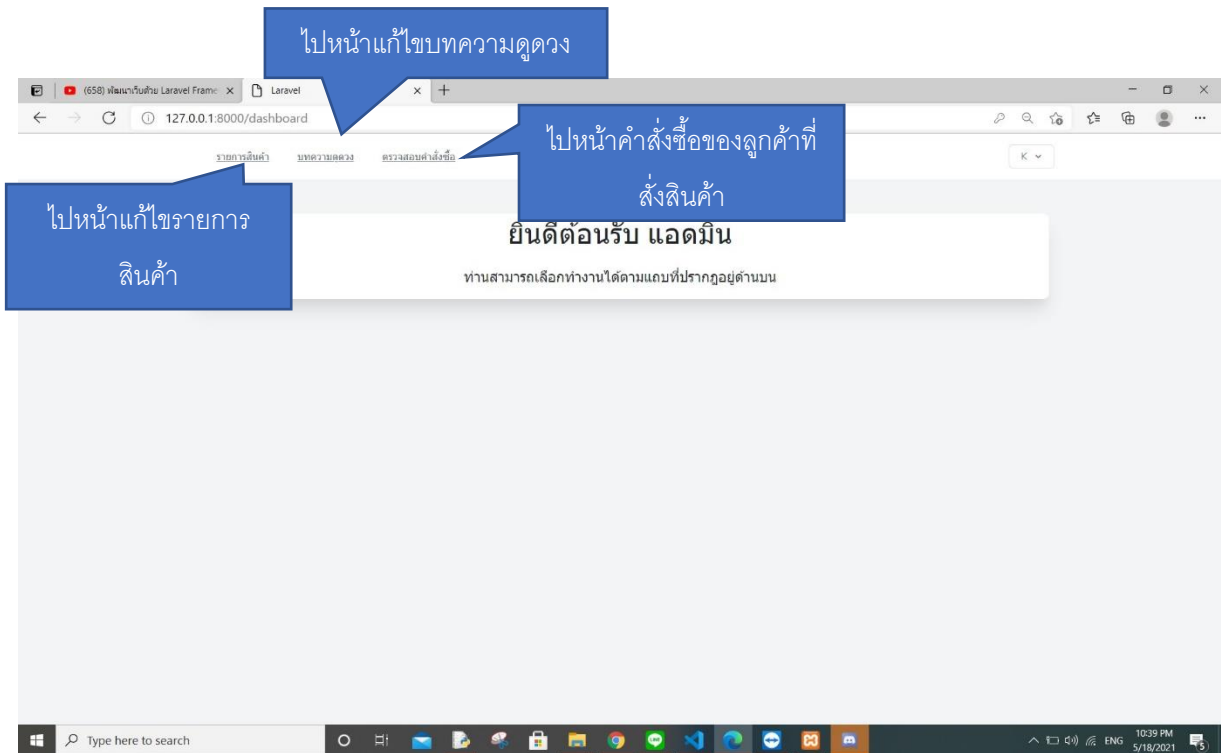 ไปหน้าแก้ไขบทความดูดวง
(658) พัฒนาเว็บด้วย Laravel Frame
Laravel
127.0.0.1:8000/dashboard
ไปหน้าคำสั่งซื้อของลูกค้าที่
สั่งสินค้า
รายการสินค้า
บทความดดวง
ตรวจสอบคำสั่งซื้อ
K
ไปหน้าแก้ไขรายการ
สินค้า
ยินดีต้อนรับ แอดมิน
ท่านสามารถเลือกทำงานได้ตามแถบที่ปรากฎอยู่ด้านบน
Type here to search
ENG
10:39 PM
5/18/2021
5